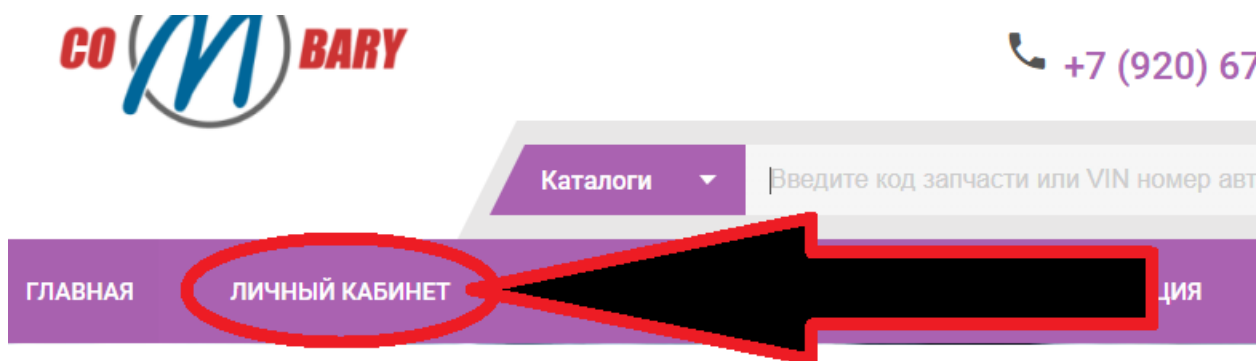 CO M BARY
+7 (920) 67
Каталоги
Введите код запчасти или VIN номер авт
ГЛАВНАЯ
ЛИЧНЫЙ КАБИНЕТ
ЦИЯ